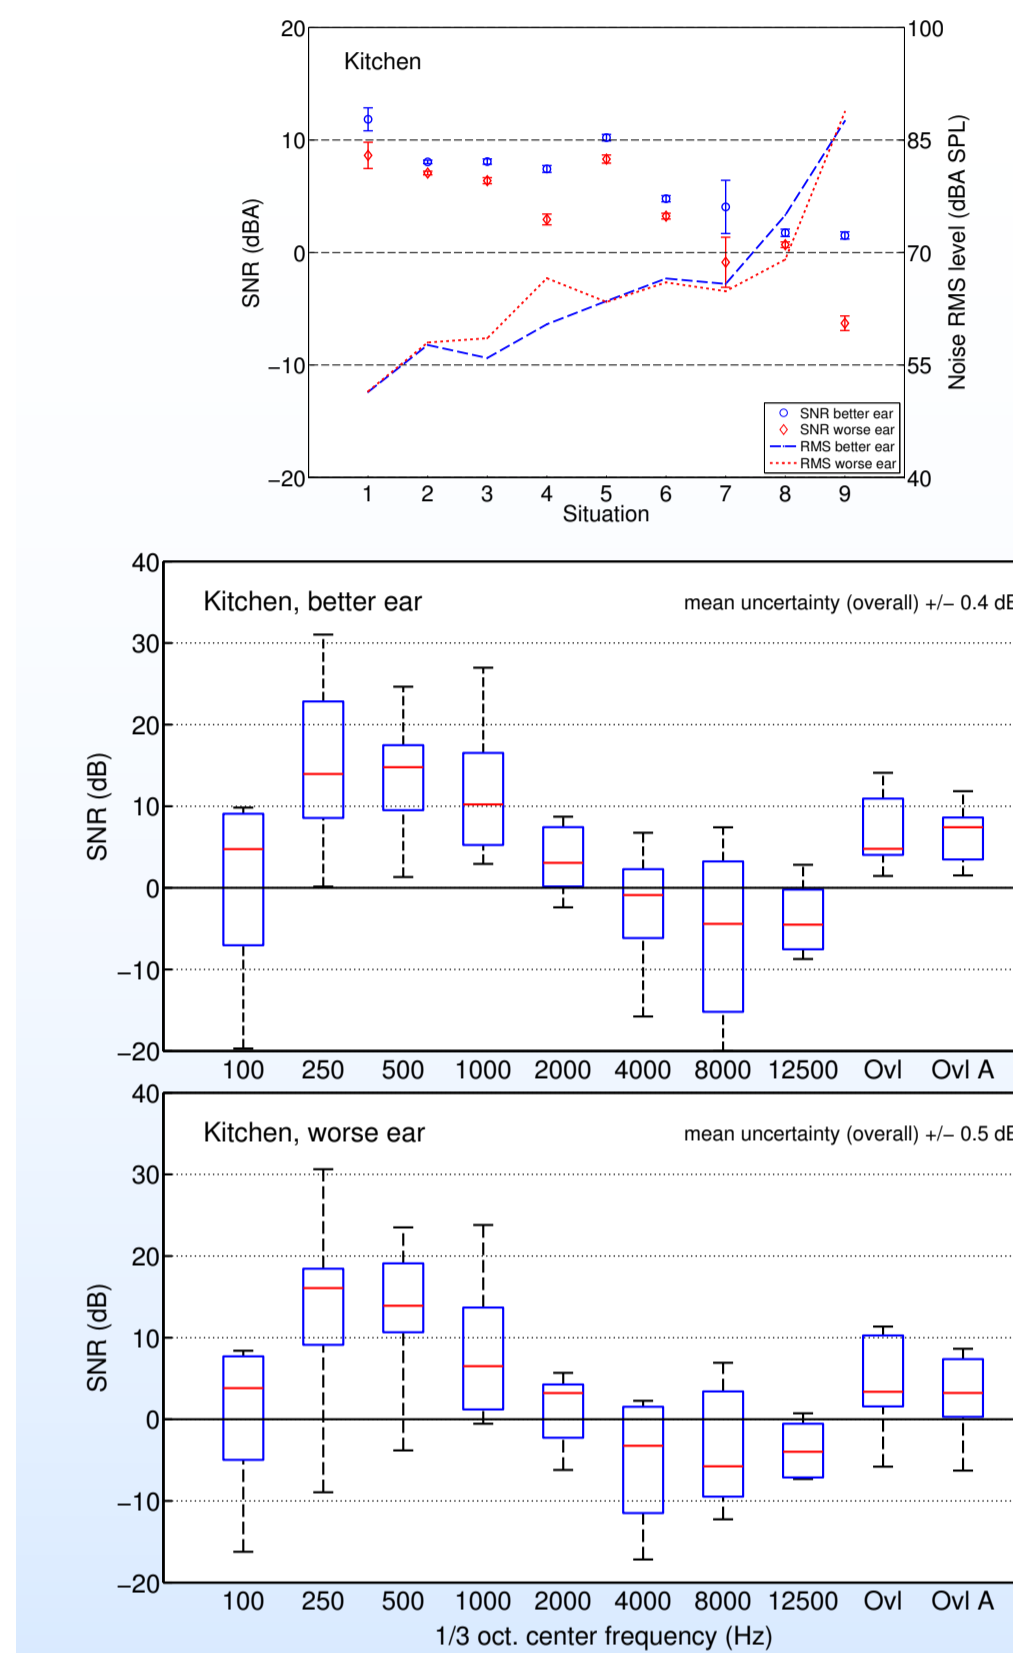 20
100
Kitchen
10
85
SNR (dBA)
0
70
Noise RMS level (dBA SPL)
−10
55
SNR better ear
SNR worse ear
RMS better ear
RMS worse ear
−20
40
1 2 3 4 5 6 7 8 9
Situation
40
Kitchen, better ear
mean uncertainty (overall) +/− 0.4 dB
30
20
SNR (dB)
10
0
−10
−20
100 250 500 1000 2000 4000 8000 12500 Ovl Ovl A
40
Kitchen, worse ear
mean uncertainty (overall) +/− 0.5 dB
30
20
SNR (dB)
10
0
−10
−20
100 250 500 1000 2000 4000 8000 12500 Ovl Ovl A
1/3 oct. center frequency (Hz)